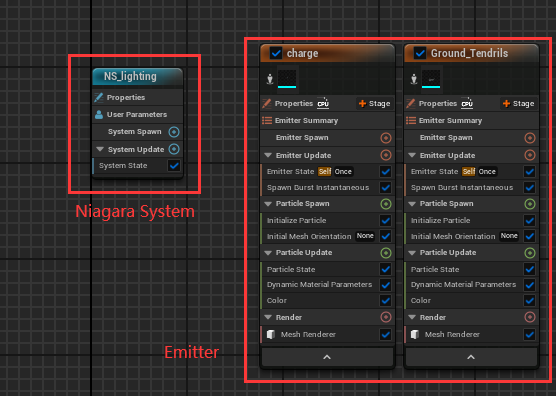 NS_lighting
Properties
User Parameters
System Spawn
System Update
System State
Niagara System
charge
Properties CPU + Stage
Emitter Summary
Emitter Spawn
Emitter Update
Emitter State Self Once
Spawn Burst Instantaneous
Particle Spawn
Initialize Particle
Initial Mesh Orientation None
Particle Update
Particle State
Dynamic Material Parameters
Color
Render
Mesh Renderer
Ground_Tendrils
Properties CPU + Stage
Emitter Summary
Emitter Spawn
Emitter Update
Emitter State Self Once
Spawn Burst Instantaneous
Particle Spawn
Initialize Particle
Initial Mesh Orientation None
Particle Update
Particle State
Dynamic Material Parameters
Color
Render
Mesh Renderer
Emitter